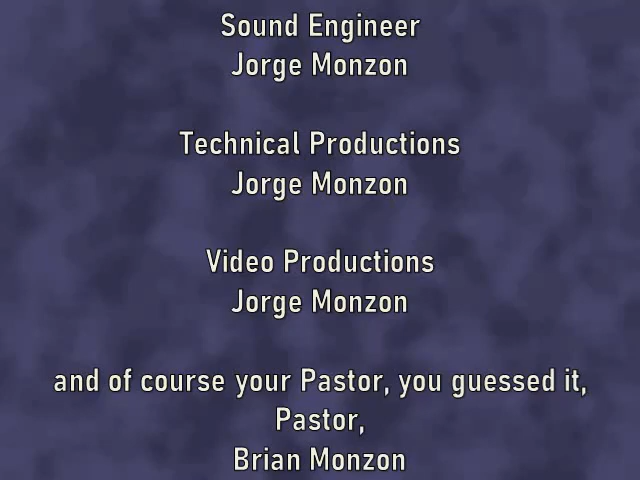 Sound Engineer
Jorge Monzon
Technical Productions
Jorge Monzon
Video Productions
Jorge Monzon
and of course your Pastor, you guessed it,
Pastor,
Brian Monzon